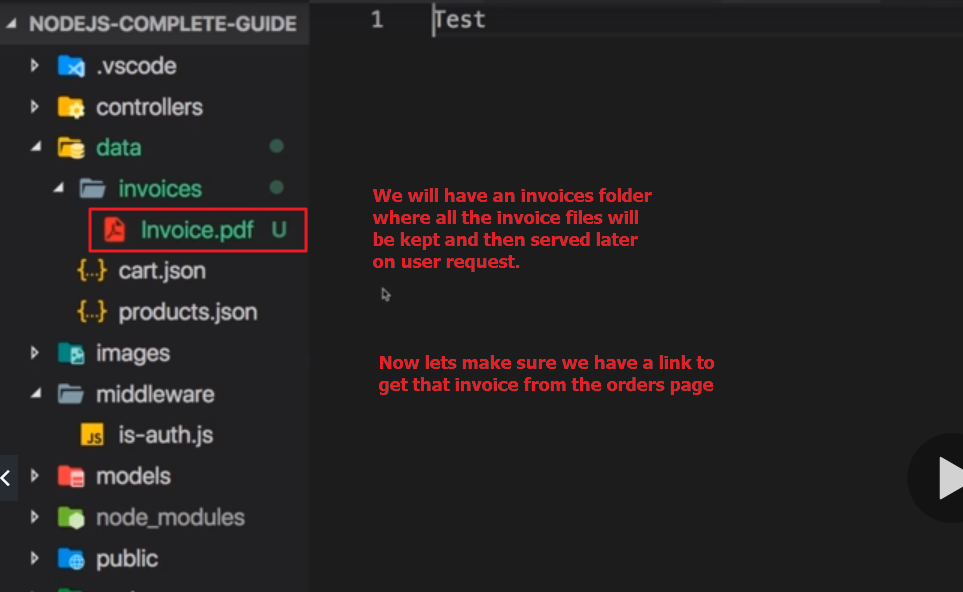 NODEJS-COMPLETE-GUIDE
.vscode
controllers
data
invoices
Invoice.pdf U
{..} cart.json
{..} products.json
images
middleware
JS is-auth.js
models
node_modules
public
1 Test
We will have an invoices folder
where all the invoice files will
be kept and then served later
on user request.
Now lets make sure we have a link to
get that invoice from the orders page